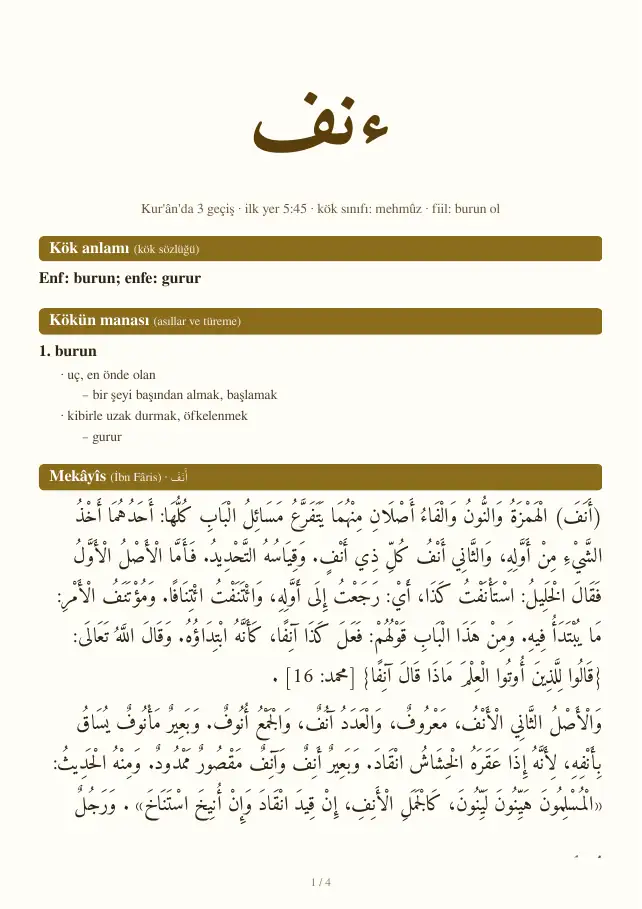 ءنف
Kur'ân'da 3 geçiş · ilk yer 5:45 · kök sınıfı: mehmûz · fiil: burun ol
Kök anlamı (kök sözlüğü)
Enf: burun; enfe: gurur
Kökün manası (asıllar ve türeme)
1. burun
· uç, en önde olan
– bir şeyi başından almak, başlamak
· kibirle uzak durmak, öfkelenmek
– gurur
Mekâyîs (İbn Fâris) · أَنَفَ
(أَنَفَ) الْهَمْزَةُ وَالنُّونُ وَالْفَاءُ أَصْلَانِ مِنْهُمَا يَتَفَرَّعُ مَسَائِلُ الْبَابِ كُلُّهَا: أَحَدُهُمَا أَخْذُ
الشَّيْءِ مِنْ أَوَّلِهِ، وَالثَّانِي أَنْفُ كُلِّ ذِي أَنْفٍ. وَقِيَاسُهُ التَّحْدِيدُ. فَأَمَّا الْأَصْلُ الْأَوَّلُ
فَقَالَ الْخَلِيلُ: اسْتَأْنَفْتُ كَذَا، أَيْ: رَجَعْتُ إِلَى أَوَّلِهِ، وَائْتَنَفْتُ ائْتِنَافًا. وَمُؤْتَنَفُ الْأَمْرِ:
مَا يُبْتَدَأُ فِيهِ. وَمِنْ هَذَا الْبَابِ قَوْلُهُمْ: فَعَلَ كَذَا آنِفًا، كَأَنَّهُ ابْتِدَاؤُهُ. وَقَالَ اللَّهُ تَعَالَى:
{قَالُوا لِلَّذِينَ أُوتُوا الْعِلْمَ مَاذَا قَالَ آنِفًا} [محمد: 16] .
وَالْأَصْلُ الثَّانِي الْأَنْفُ، مَعْرُوفٌ، وَالْعَدَدُ آنُفٌ، وَالْجَمْعُ أُنُوفٌ. وَبَعِيرٌ مَأْنُوفٌ يُسَاقُ
بِأَنْفِهِ، لِأَنَّهُ إِذَا عَقَرَهُ الْخِشَاشُ انْقَادَ. وَبَعِيرٌ أَنِفٌ وَآنِفٌ مَقْصُورٌ مَمْدُودٌ. وَمِنْهُ الْحَدِيثُ:
«الْمُسْلِمُونَ هَيِّنُونَ لَيِّنُونَ، كَالْجَمَلِ الْأَنِفِ، إِنْ قِيدَ انْقَادَ وَإِنْ أُنِيخَ اسْتَنَاخَ» . وَرَجُلٌ
1 / 4